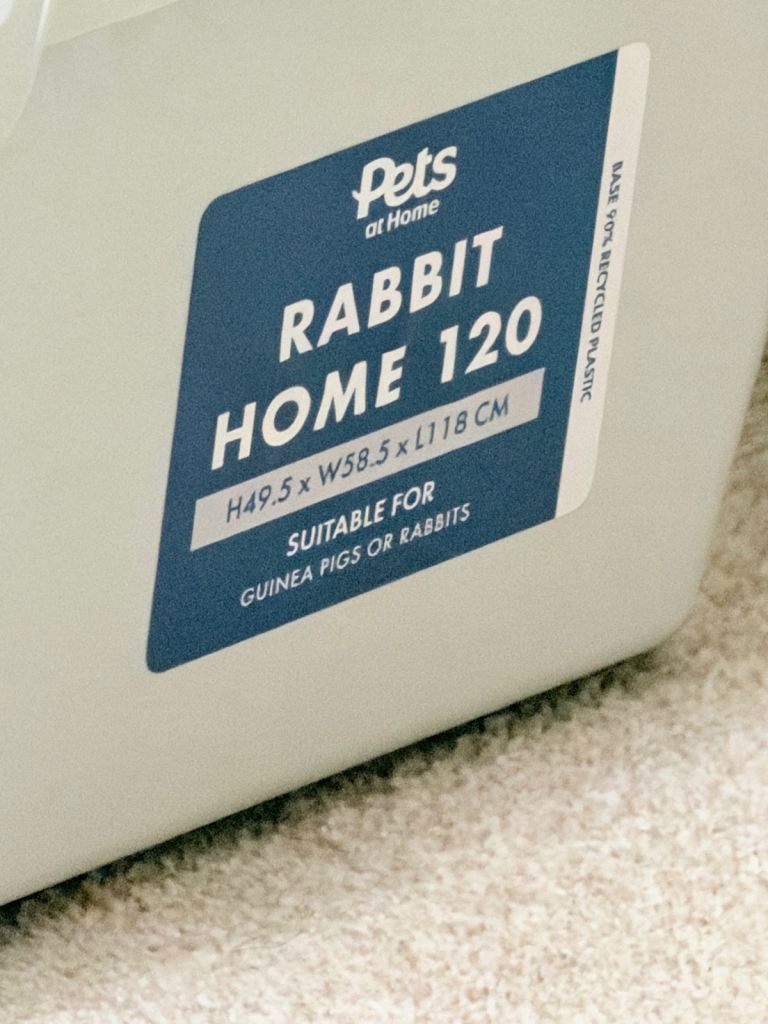 Pets
at Home
RABBIT
HOME 120
H49.5 x W58.5 x L118 CM
SUITABLE FOR
GUINEA PIGS OR RABBITS
BASE 90% RECYCLED PLASTIC